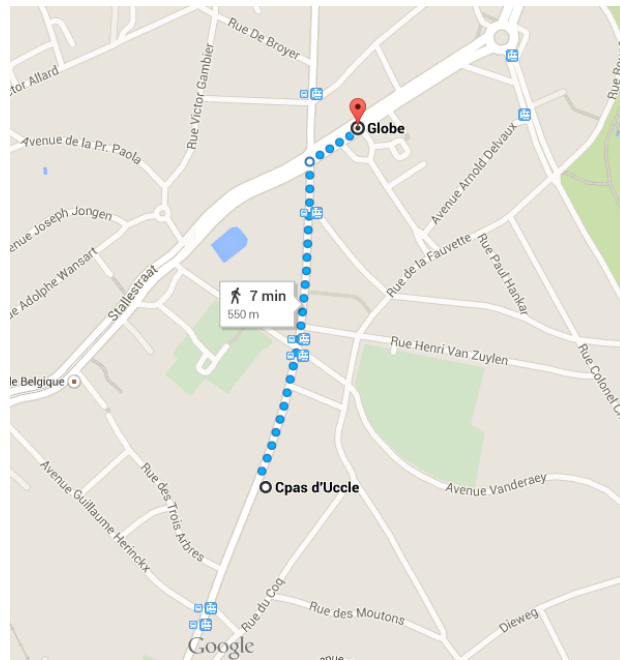 Rue De Broyer
ctor Allard
Rue Victor Gambier
Globe
Avenue de la Pr. Paola
Avenue Arnold Delvaux
Avenue Joseph Jongen
Rue Adolphe Wansart
Stallestraat
Rue de la Fauvette
Rue Paul Hankar
7 min
550 m
Rue Henri Van Zuylen
Rue Colonel C
le Belgique
Cpas d'Uccle
Avenue Vanderaey
Avenue Guillaume Herinckx
Rue des Trois Arbres
Rue du Coq
Rue des Moutons
Dieweg
Google